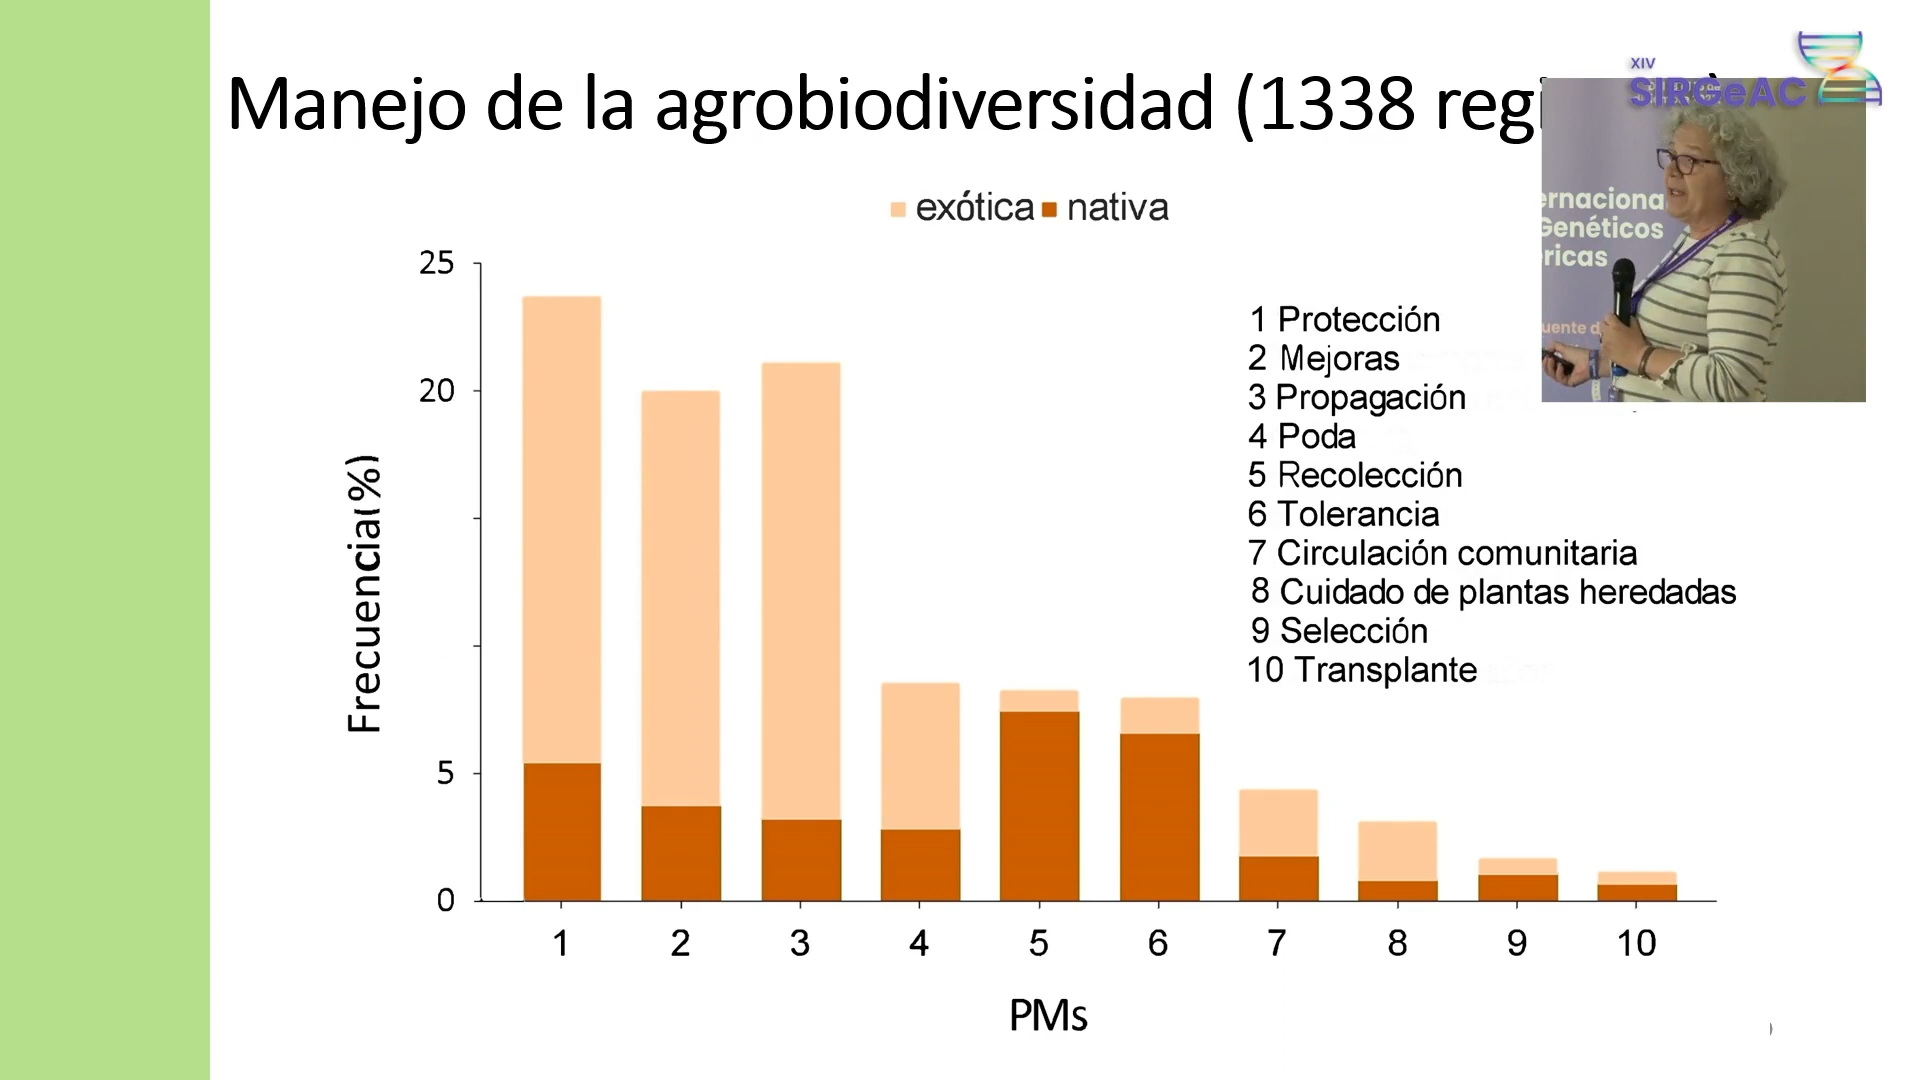 Manejo de la agrobiodiversidad (1338 regi
XIV
SIRGeAC
exótica nativa
ernaciona
Genéticos
ricas
uente d
25
20
5
0
Frecuencia(%)
1 Protección
2 Mejoras
3 Propagación
4 Poda
5 Recolección
6 Tolerancia
7 Circulación comunitaria
8 Cuidado de plantas heredadas
9 Selección
10 Transplante
1 2 3 4 5 6 7 8 9 10
PMs